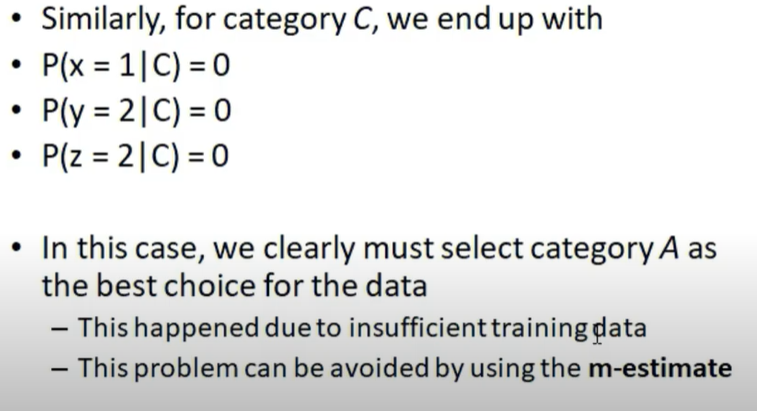 • Similarly, for category C, we end up with
• P(x = 1|C) = 0
• P(y = 2|C) = 0
• P(z = 2|C) = 0
• In this case, we clearly must select category A as
the best choice for the data
– This happened due to insufficient training data
– This problem can be avoided by using the m-estimate